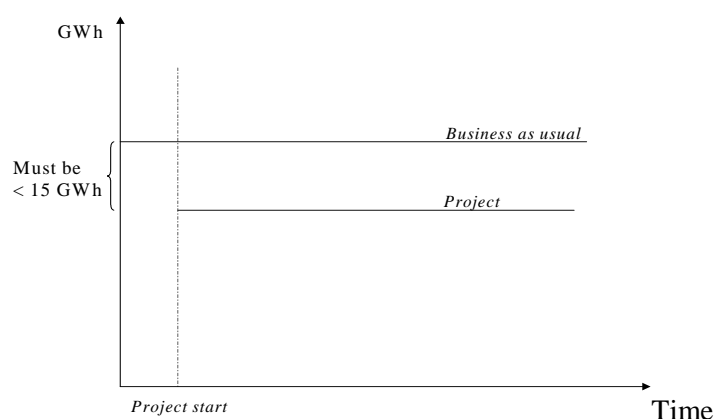 GWh
Business as usual
Must be
< 15 GWh
Project
Project start
Time